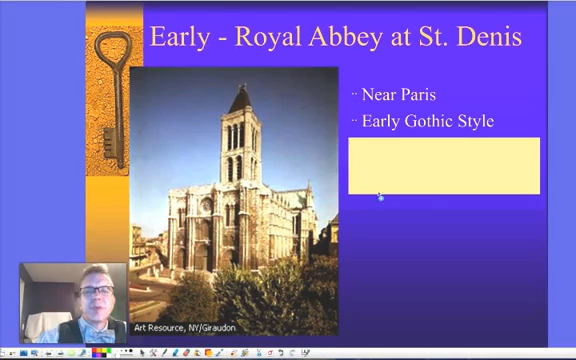 Early - Royal Abbey at St. Denis
Near Paris
Early Gothic Style
Art Resource, NY/Giraudon